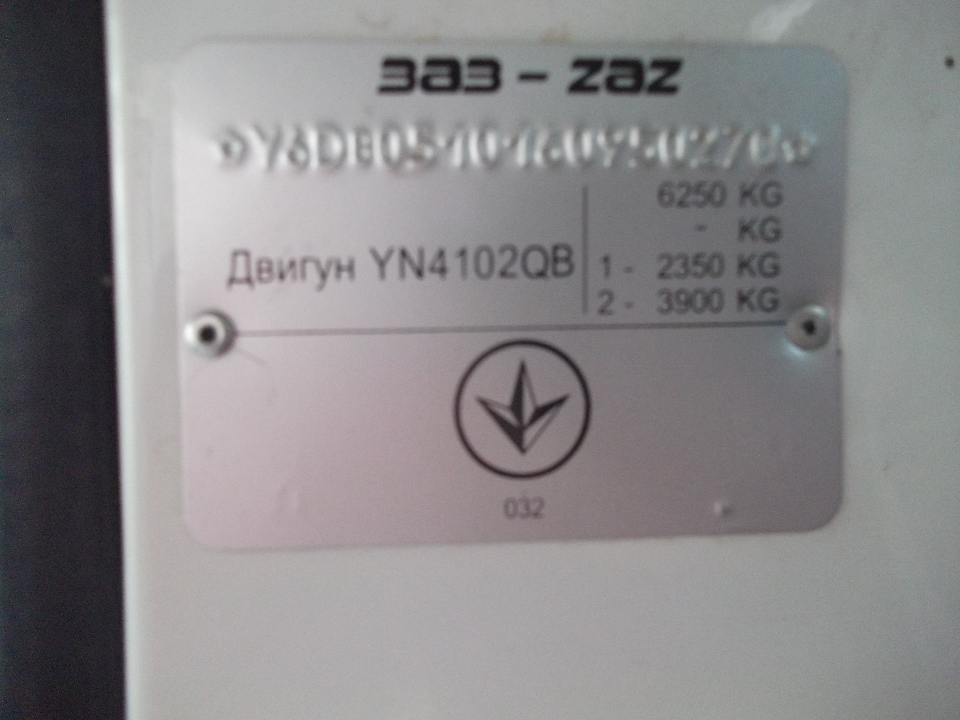 ЗАЗ - ZAZ
Двигун YN4102QB
6250 KG
- KG
1 - 2350 KG
2 - 3900 KG
032